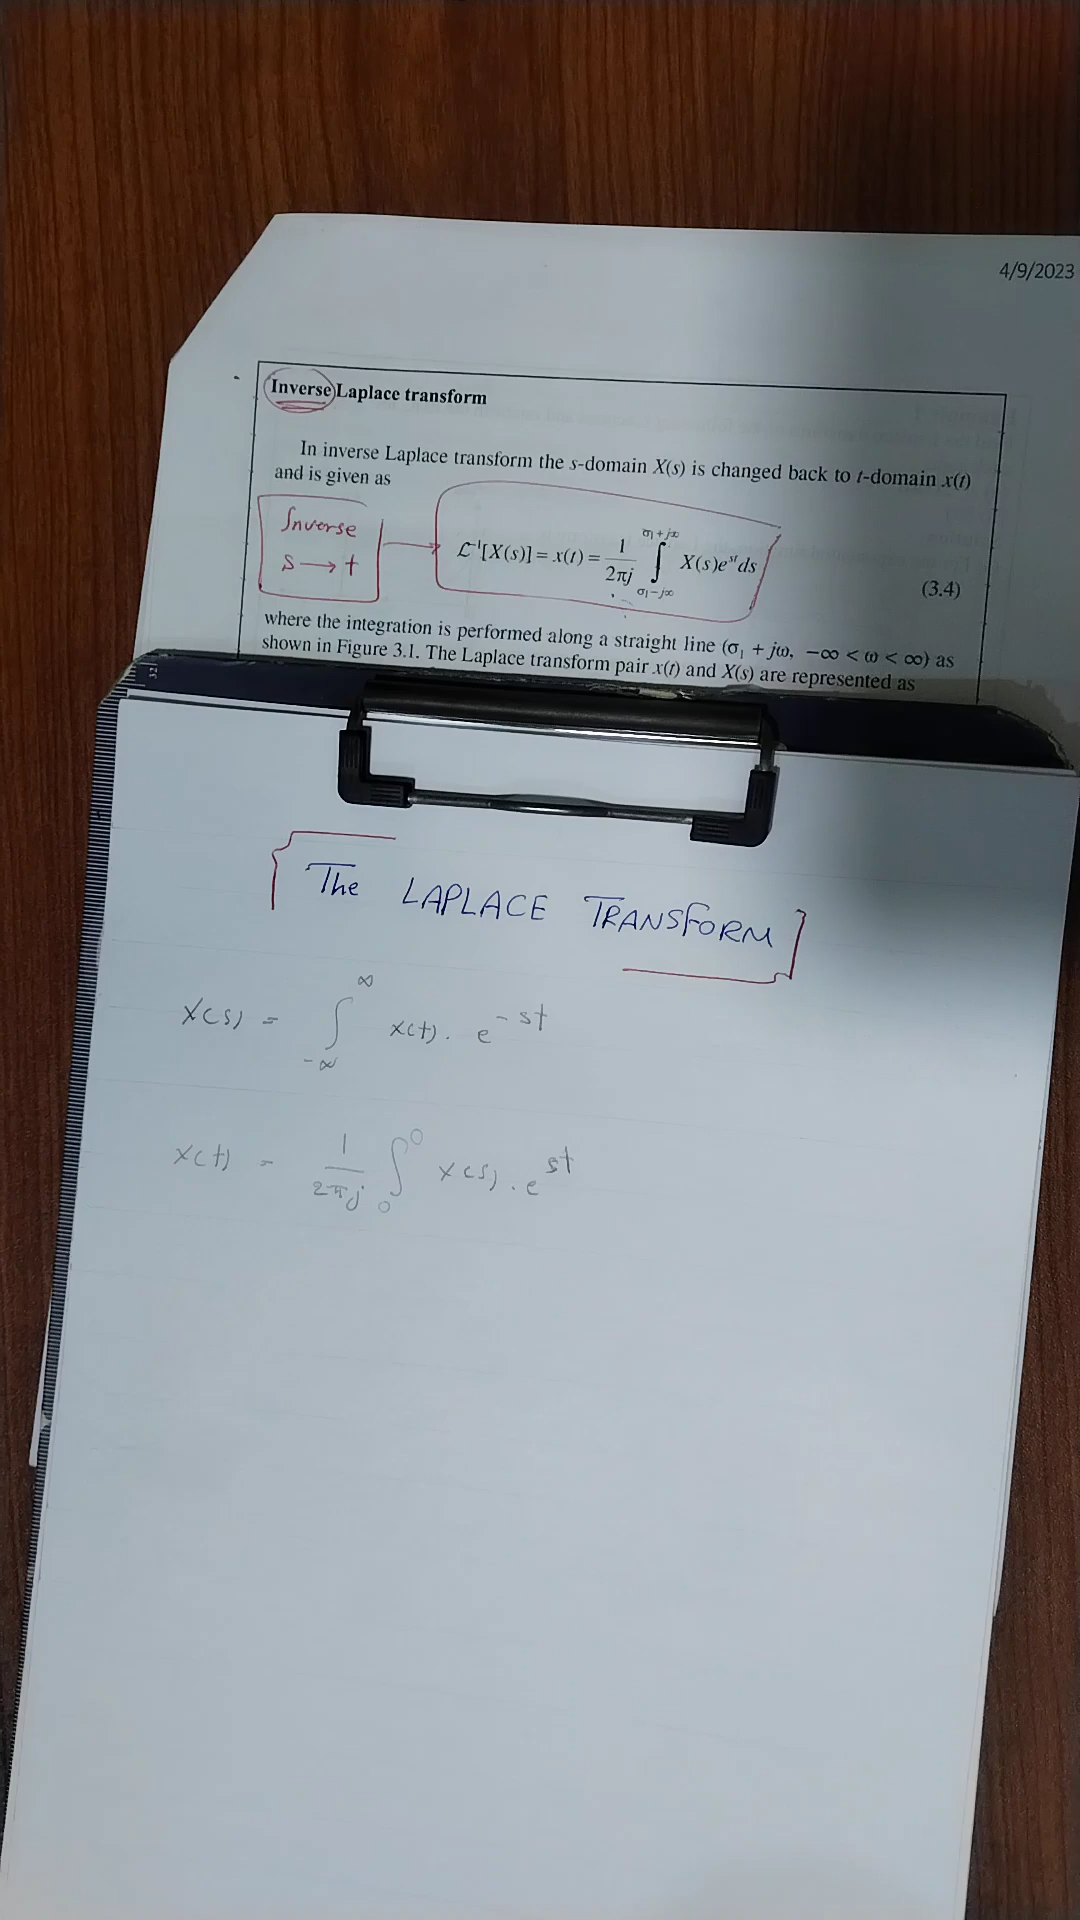 4/9/2023
Inverse Laplace transform
In inverse Laplace transform the s-domain X(s) is changed back to t-domain x(t)
and is given as
Inverse
s → t
ℒ⁻¹[X(s)] = x(t) = 1/2πj ∫_{σ₁−j∞}^{σ₁+j∞} X(s)eˢᵗds
(3.4)
where the integration is performed along a straight line (σ₁ + jω, −∞ < ω < ∞) as
shown in Figure 3.1. The Laplace transform pair x(t) and X(s) are represented as
32
The LAPLACE TRANSFORM
X(s) = ∫_{-∞}^{∞} x(t). e^{-st}
x(t) = 1/2πj ∫_{0}^{0} x(s). e^{st}